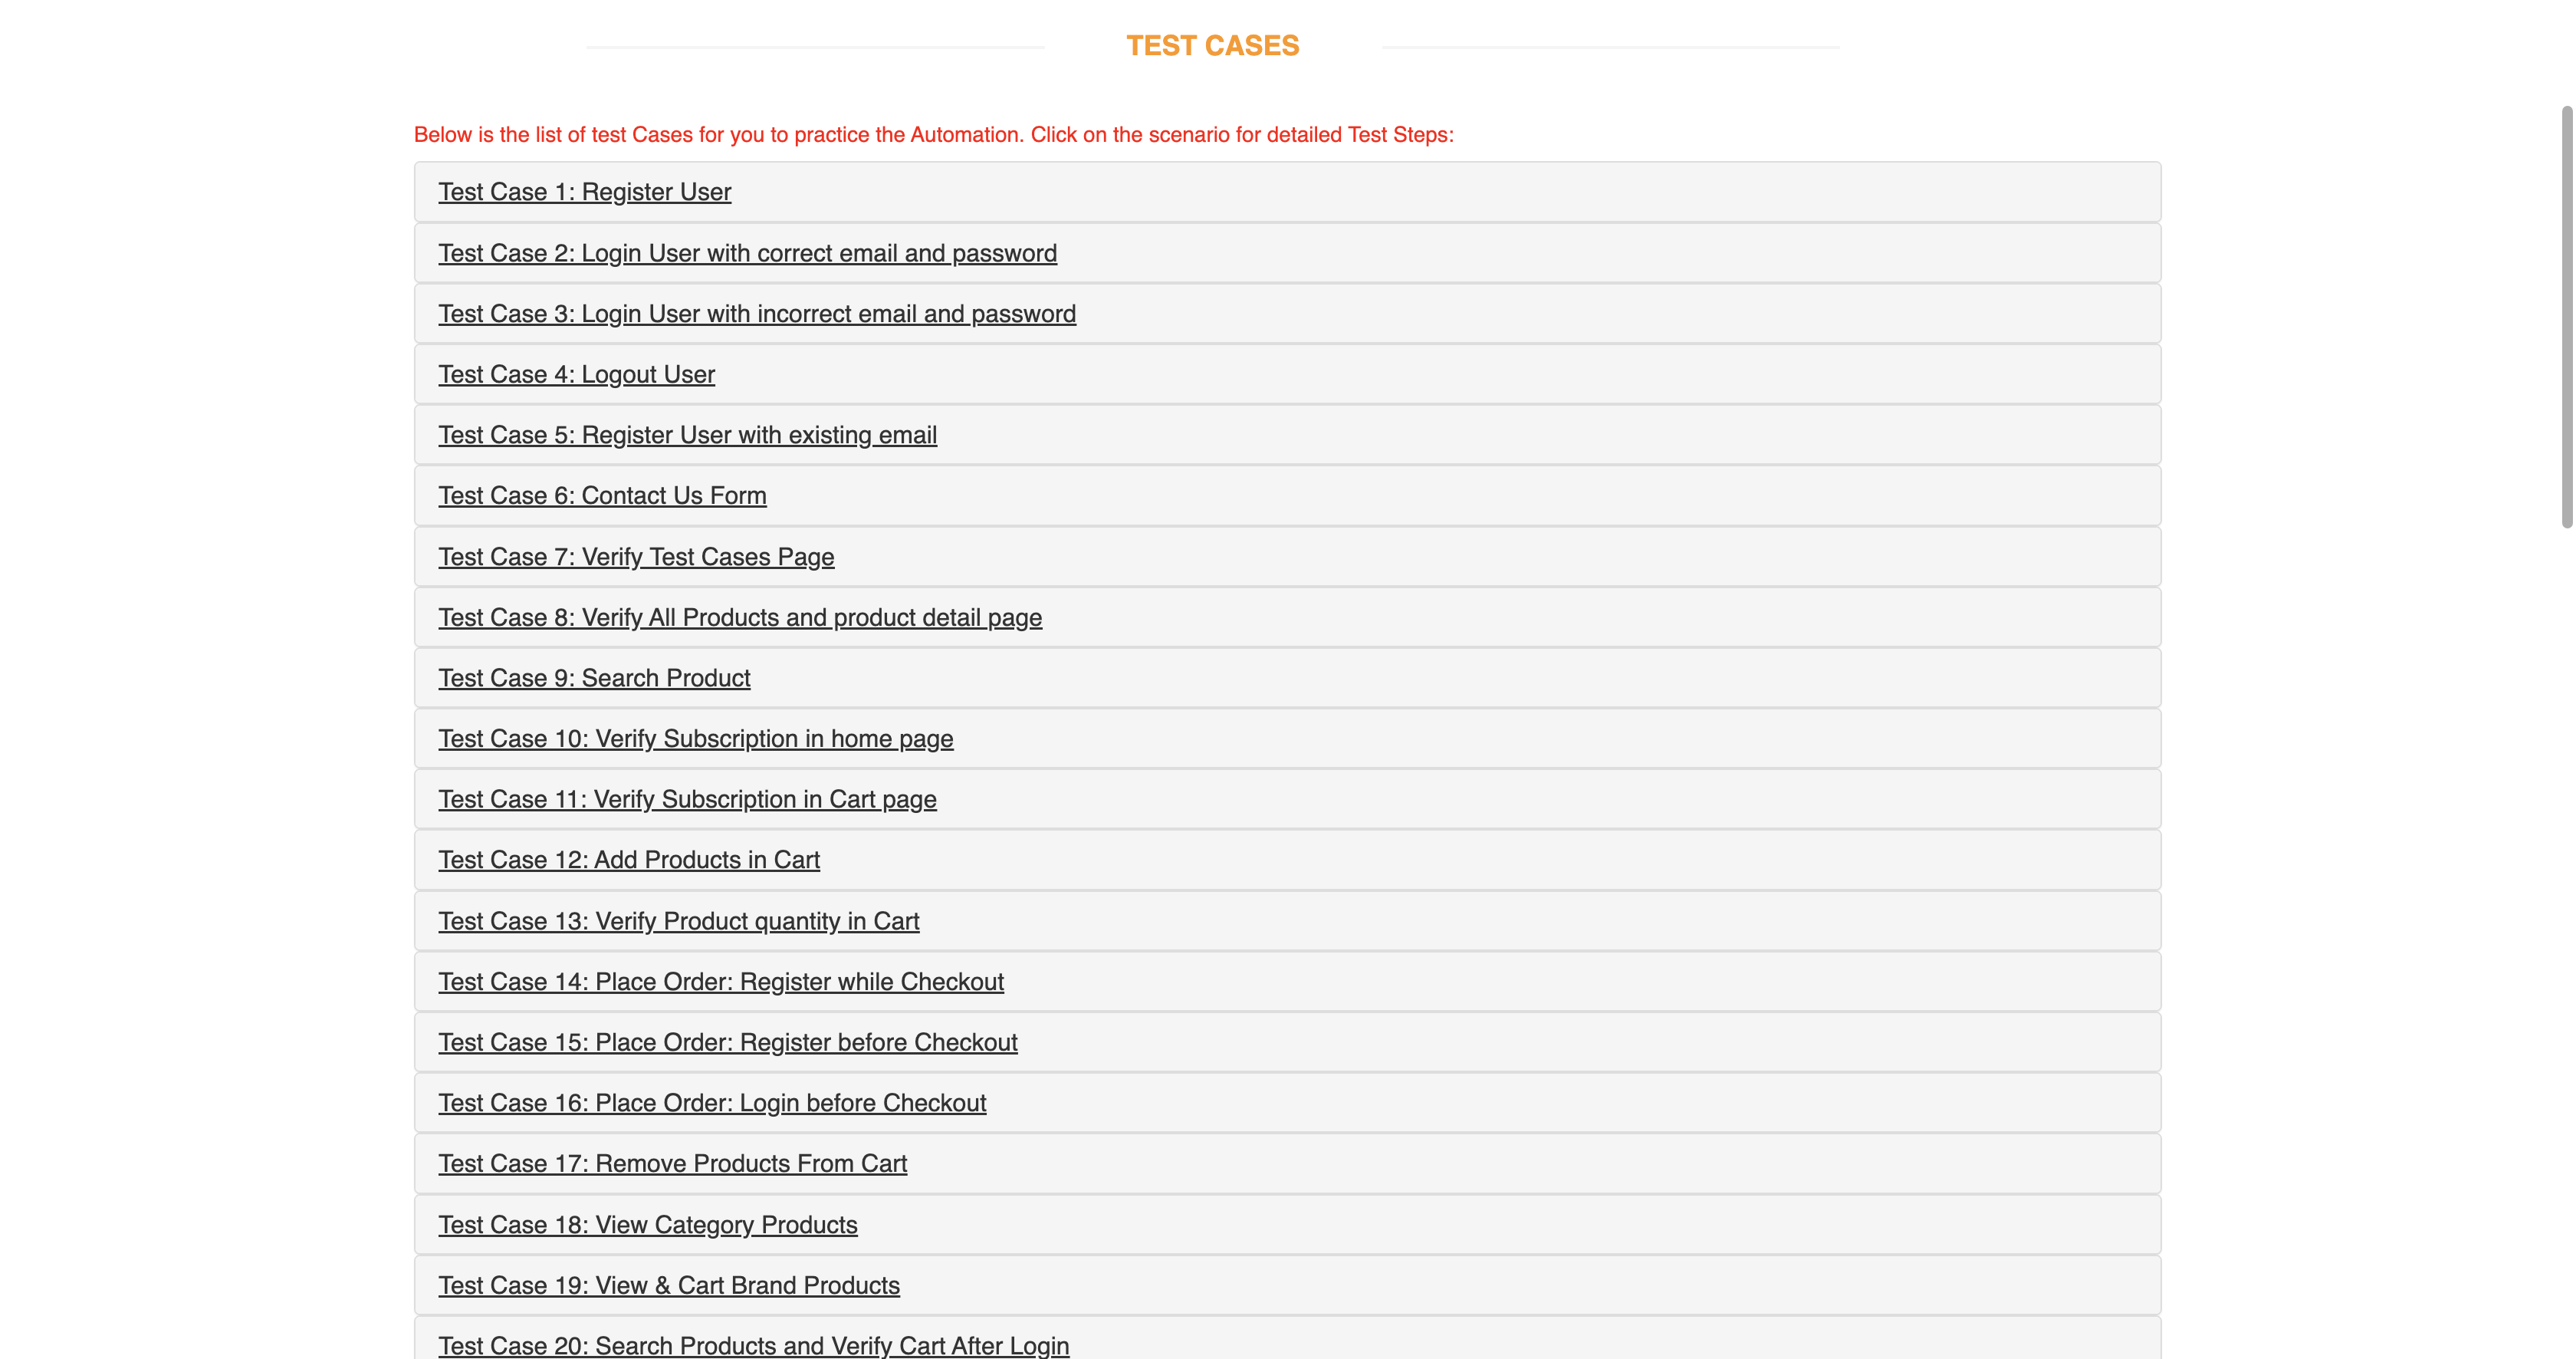 TEST CASES
Below is the list of test Cases for you to practice the Automation. Click on the scenario for detailed Test Steps:
Test Case 1: Register User
Test Case 2: Login User with correct email and password
Test Case 3: Login User with incorrect email and password
Test Case 4: Logout User
Test Case 5: Register User with existing email
Test Case 6: Contact Us Form
Test Case 7: Verify Test Cases Page
Test Case 8: Verify All Products and product detail page
Test Case 9: Search Product
Test Case 10: Verify Subscription in home page
Test Case 11: Verify Subscription in Cart page
Test Case 12: Add Products in Cart
Test Case 13: Verify Product quantity in Cart
Test Case 14: Place Order: Register while Checkout
Test Case 15: Place Order: Register before Checkout
Test Case 16: Place Order: Login before Checkout
Test Case 17: Remove Products From Cart
Test Case 18: View Category Products
Test Case 19: View & Cart Brand Products
Test Case 20: Search Products and Verify Cart After Login